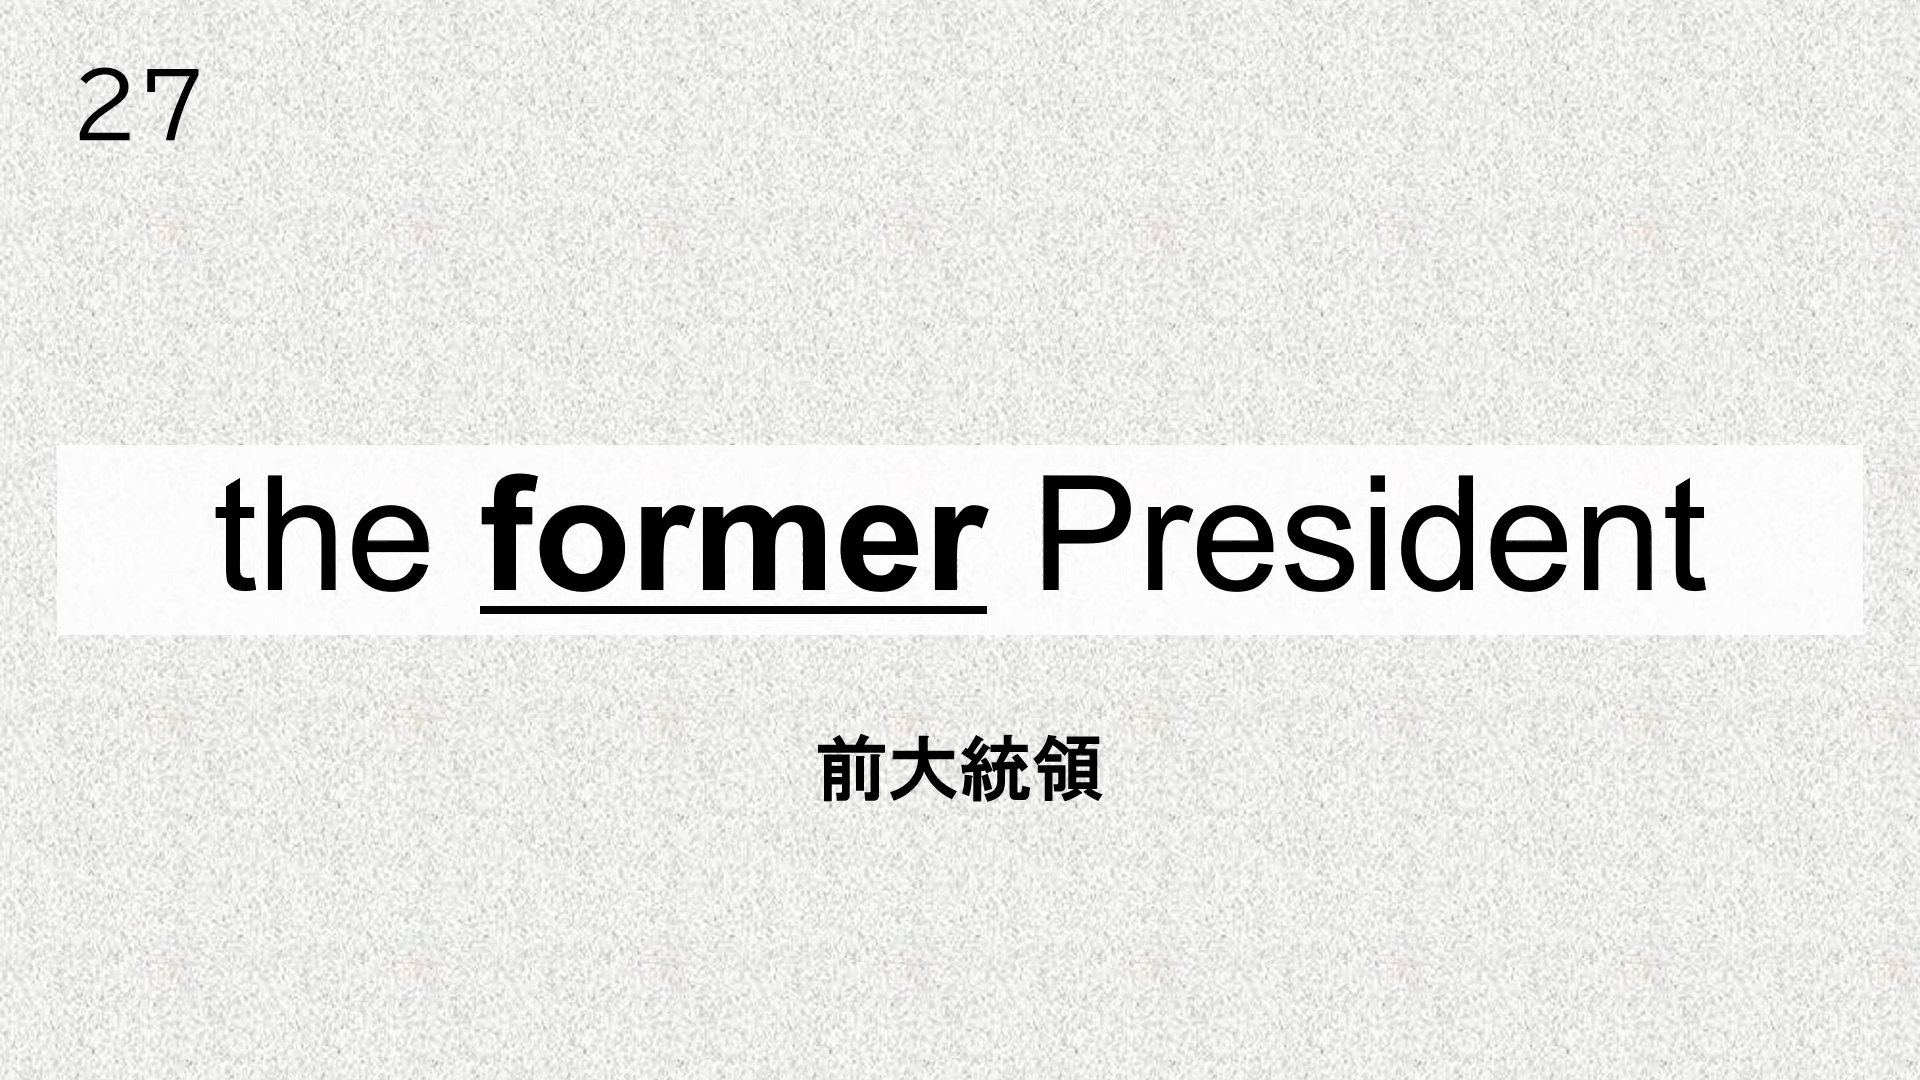 27
the former President
前大統領